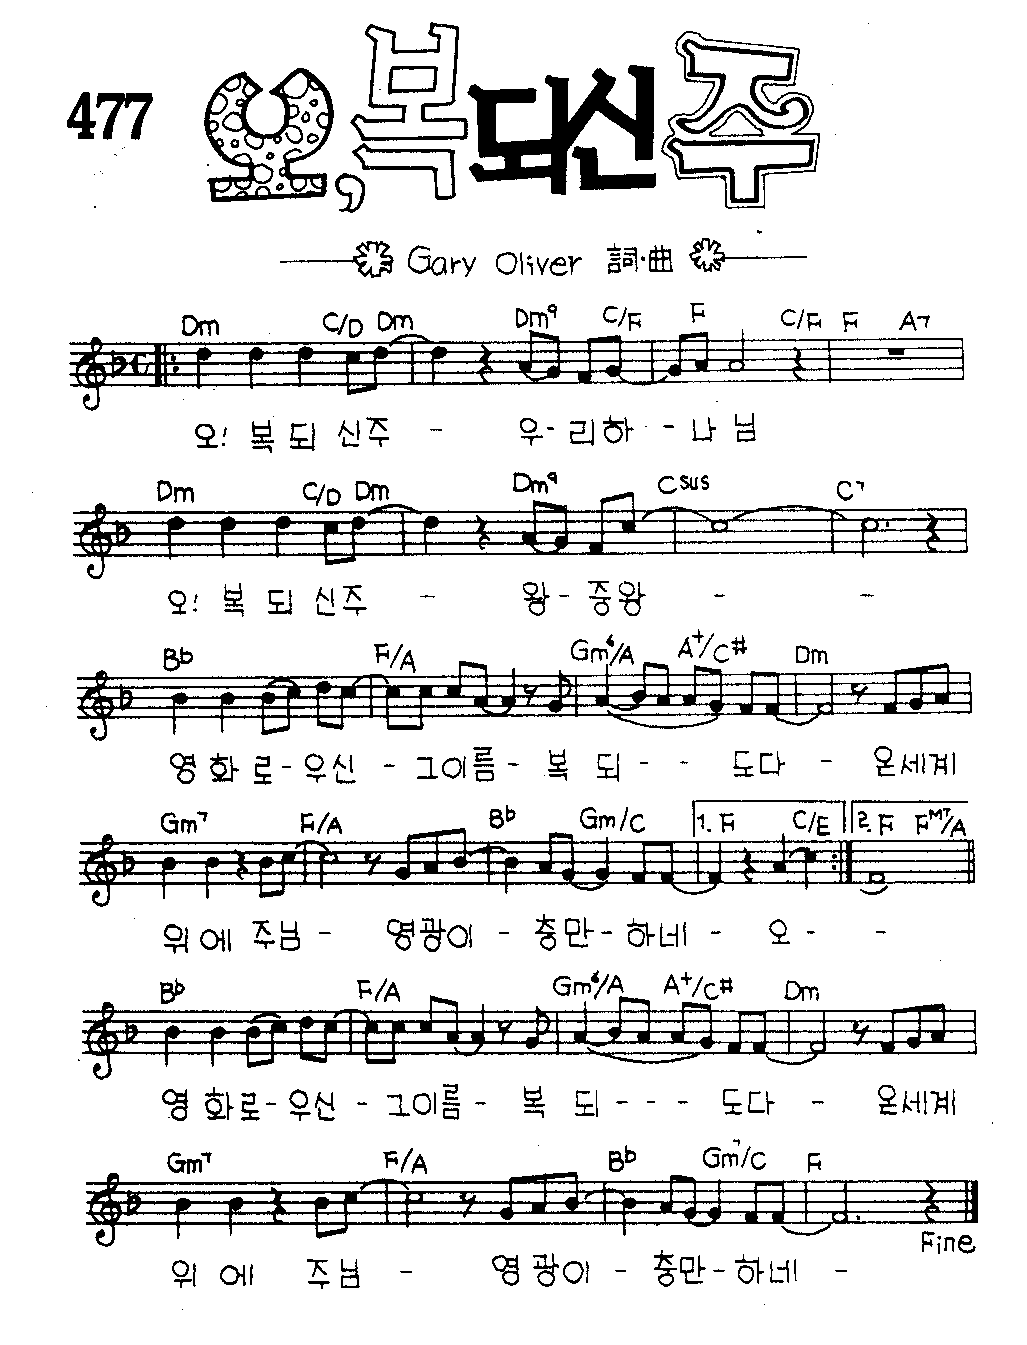 477
오, 복되신 주
Gary Oliver 詞·曲
Dm C/D Dm Dm9 C/F F C/F F A7
오! 복 되 신주 - 우-리하 - 나 님
Dm C/D Dm Dm9 Csus C7
오! 복 되 신주 - 왕-중왕 - -
Bb F/A Gm6/A A+/C# Dm
영 화 로-우신 - 그이름- 복 되 - - 도다 - 온세계
Gm7 F/A Bb Gm/C 1. F C/E 2. F FM7/A
위에 주님 - 영광이 - 충만-하네 - 오- -
Bb F/A Gm6/A A+/C# Dm
영 화로-우신 - 그이름 - 복 되 - - - 도다 - 온세계
Gm7 F/A Bb Gm7/C F
Fine
위 에 주님 - 영 광이 - 충만-하네 -